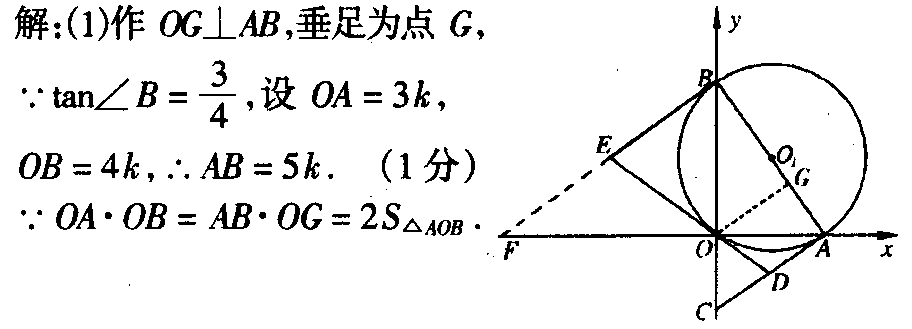 解:(1)作 OG⊥AB,垂足为点 G,
∵tan∠B = 3/4 ,设 OA = 3k,
OB = 4k, ∴ AB = 5k. (1 分)
∵ OA·OB = AB·OG = 2S△AOB.
y
B
E
O₁
G
F
O
A
x
D
C